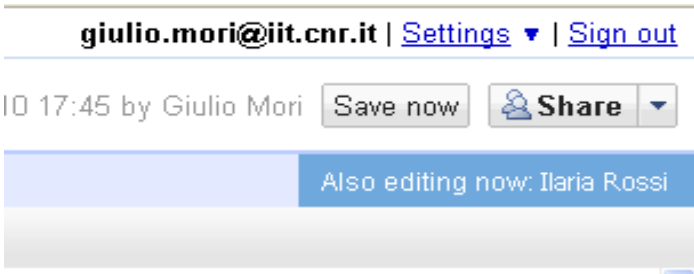 giulio.mori@iit.cnr.it | Settings ▼ | Sign out
10 17:45 by Giulio Mori Save now Share
Also editing now: Ilaria Rossi